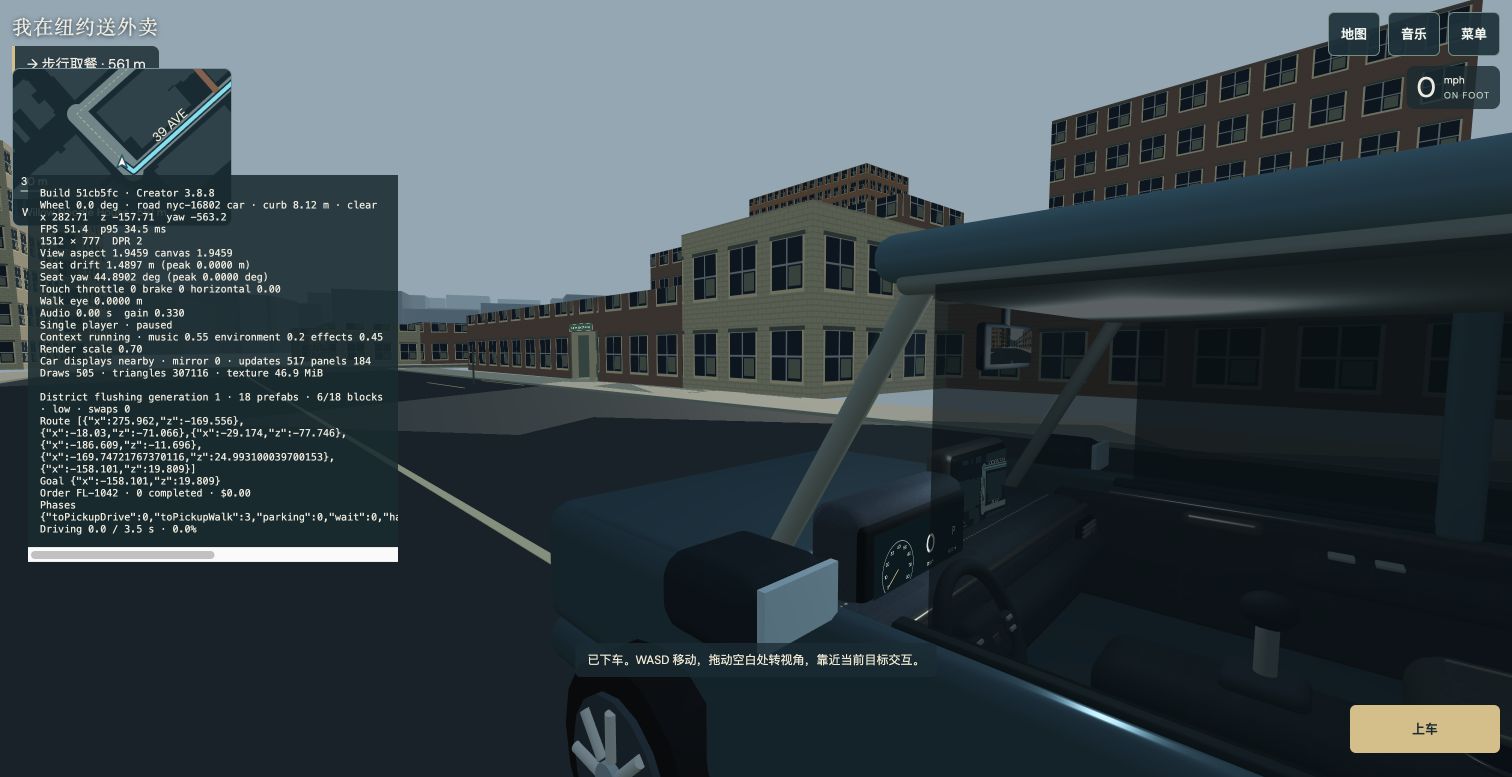 我在纽约送外卖
→ 步行取餐 · 561 m
39 AVE
30 m
地图
音乐
菜单
0 mph
ON FOOT
Build 51cb5fc · Creator 3.8.8
Wheel 0.0 deg · road nyc-16802 car · curb 8.12 m · clear
x 282.71  z -157.71  yaw -563.2
FPS 51.4  p95 34.5 ms
1512 × 777  DPR 2
View aspect 1.9459 canvas 1.9459
Seat drift 1.4897 m (peak 0.0000 m)
Seat yaw 44.8902 deg (peak 0.0000 deg)
Touch throttle 0 brake 0 horizontal 0.00
Walk eye 0.0000 m
Audio 0.00 s  gain 0.330
Single player · paused
Context running · music 0.55 environment 0.2 effects 0.45
Render scale 0.70
Car displays nearby · mirror 0 · updates 517 panels 184
Draws 505 · triangles 307116 · texture 46.9 MiB
District flushing generation 1 · 18 prefabs · 6/18 blocks
· low · swaps 0
Route [{"x":275.962,"z":-169.556},
{"x":-18.03,"z":-71.066},{"x":-29.174,"z":-77.746},
{"x":-186.609,"z":-11.696},
{"x":-169.74721767370116,"z":24.993100039700153},
{"x":-158.101,"z":19.809}]
Goal {"x":-158.101,"z":19.809}
Order FL-1042 · 0 completed · $0.00
Phases
{"toPickupDrive":0,"toPickupWalk":3,"parking":0,"wait":0,"ha
Driving 0.0 / 3.5 s · 0.0%
0
P
已下车。WASD 移动，拖动空白处转视角，靠近当前目标交互。
上车